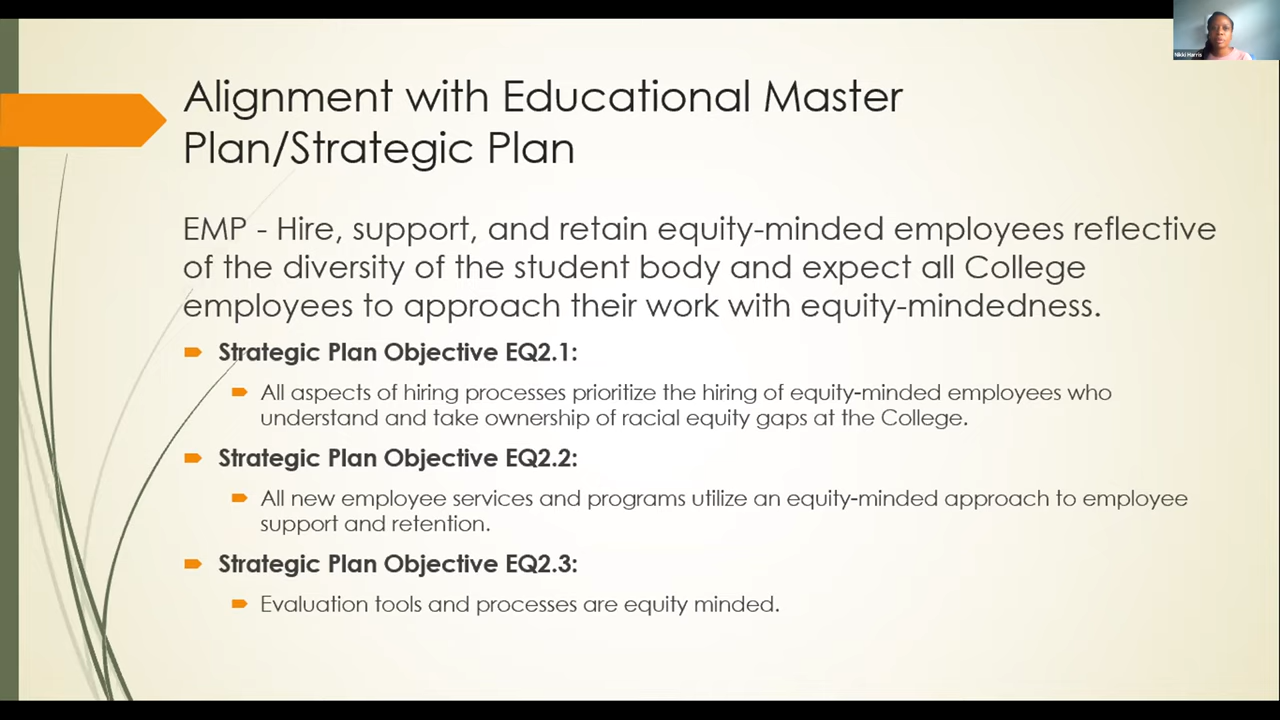 Nikki Harris
Alignment with Educational Master
Plan/Strategic Plan
EMP - Hire, support, and retain equity-minded employees reflective
of the diversity of the student body and expect all College
employees to approach their work with equity-mindedness.
Strategic Plan Objective EQ2.1:
All aspects of hiring processes prioritize the hiring of equity-minded employees who
understand and take ownership of racial equity gaps at the College.
Strategic Plan Objective EQ2.2:
All new employee services and programs utilize an equity-minded approach to employee
support and retention.
Strategic Plan Objective EQ2.3:
Evaluation tools and processes are equity minded.